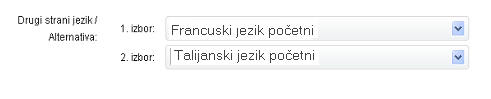 Drugi strani jezik /
Alternativa:
1. izbor: Francuski jezik početni
2. izbor: Talijanski jezik početni